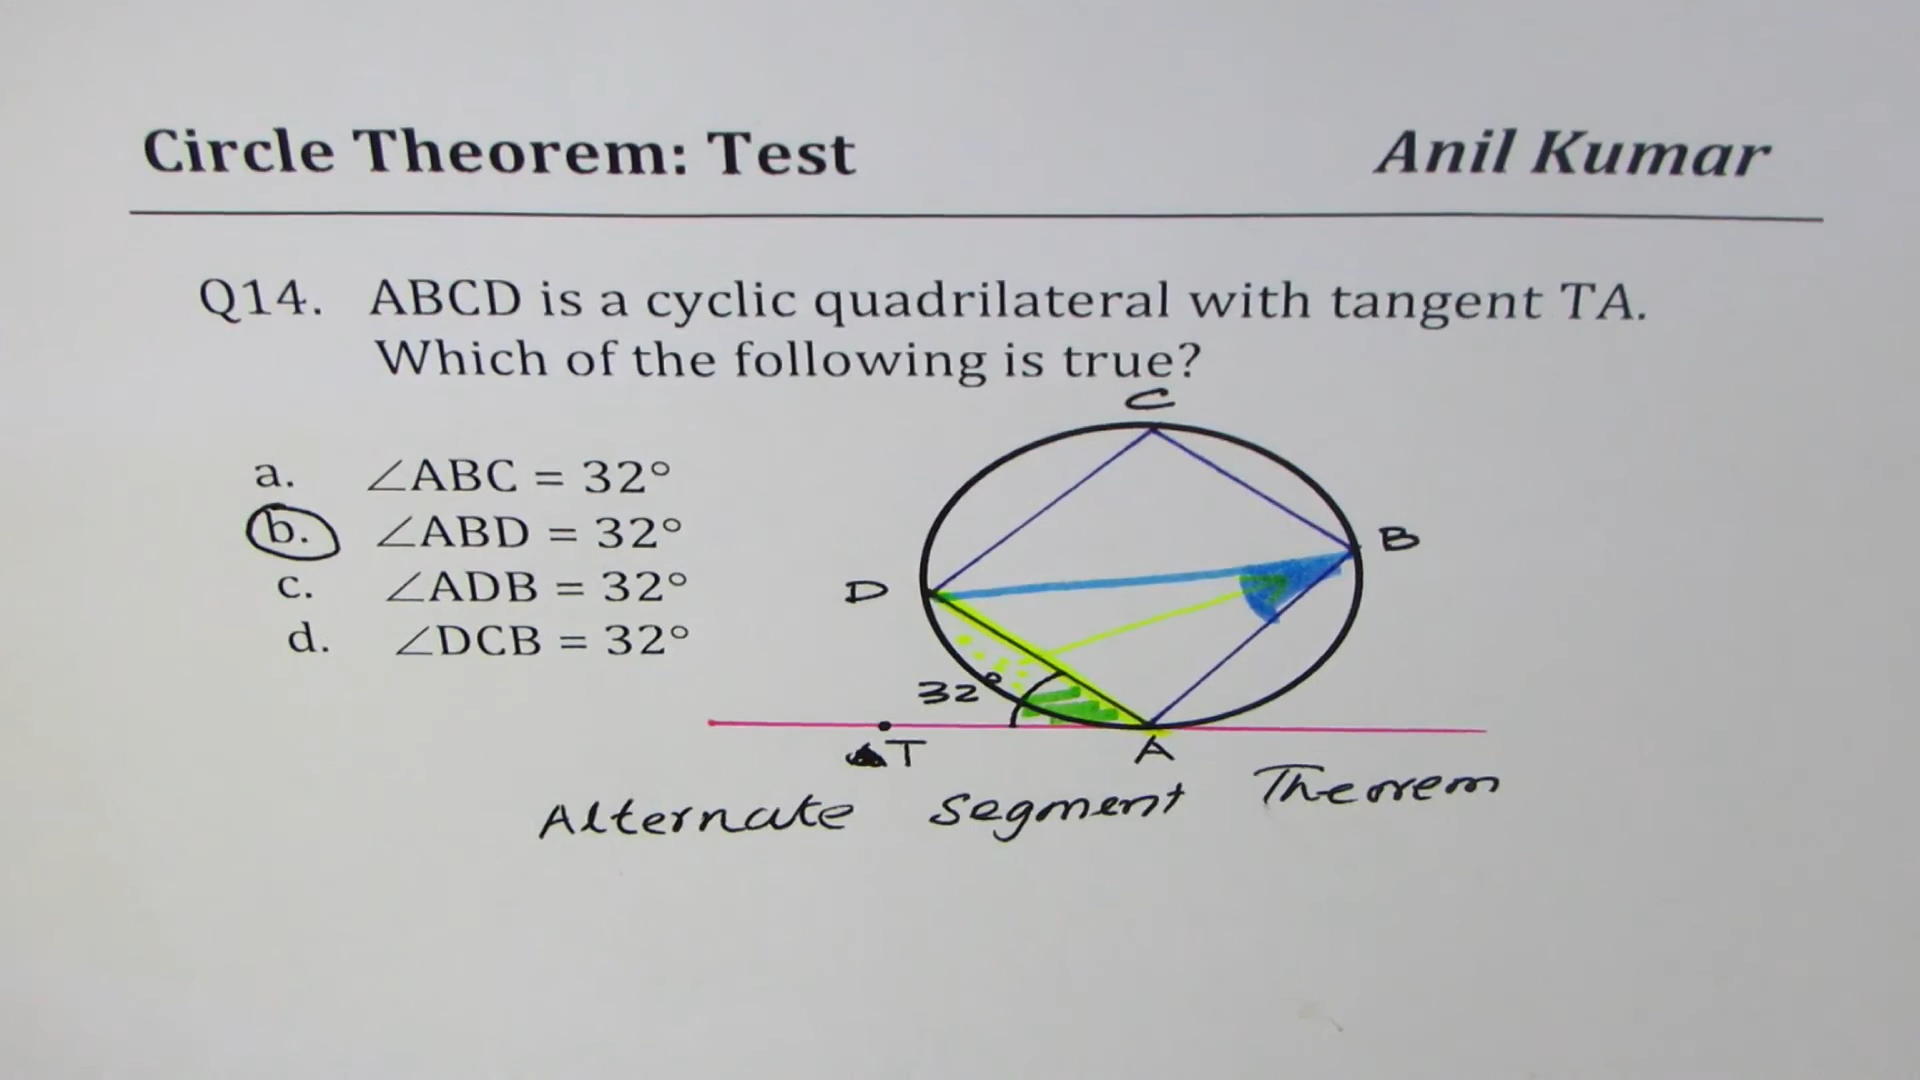 Circle Theorem: Test Anil Kumar
Q14. ABCD is a cyclic quadrilateral with tangent TA.
Which of the following is true?
C
a. ∠ABC = 32°
b. ∠ABD = 32°
B
c. ∠ADB = 32°
D
d. ∠DCB = 32°
32°
T A
Alternate Segment Theorem